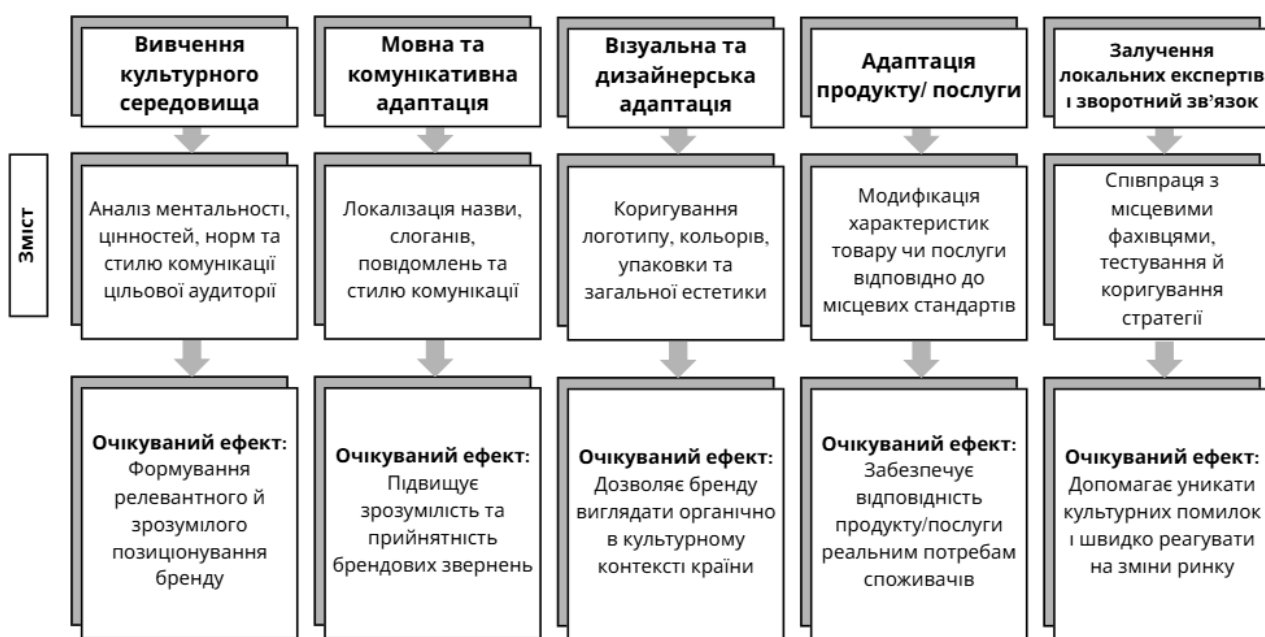 Вивчення
культурного
середовища
Мовна та
комунікативна
адаптація
Візуальна та
дизайнерська
адаптація
Адаптація
продукту/ послуги
Залучення
локальних експертів
і зворотний зв’язок
Зміст
Аналіз ментальності,
цінностей, норм та
стилю комунікації
цільової аудиторії
Локалізація назви,
слоганів,
повідомлень та
стилю комунікації
Коригування
логотипу, кольорів,
упаковки та
загальної естетики
Модифікація
характеристик
товару чи послуги
відповідно до
місцевих стандартів
Співпраця з
місцевими
фахівцями,
тестування й
коригування
стратегії
Очікуваний ефект:
Формування
релевантного й
зрозумілого
позиціонування
бренду
Очікуваний ефект:
Підвищує
зрозумілість та
прийнятність
брендових звернень
Очікуваний ефект:
Дозволяє бренду
виглядати органічно
в культурному
контексті країни
Очікуваний ефект:
Забезпечує
відповідність
продукту/послуги
реальним потребам
споживачів
Очікуваний ефект:
Допомагає уникати
культурних помилок
і швидко реагувати
на зміни ринку